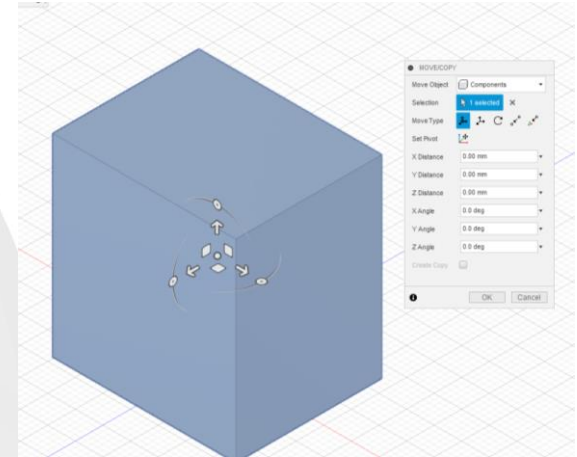 MOVE/COPY
Move Object Components
Selection 1 selected
Move Type
Set Pivot
X Distance 0.00 mm
Y Distance 0.00 mm
Z Distance 0.00 mm
X Angle 0.0 deg
Y Angle 0.0 deg
Z Angle 0.0 deg
Create Copy
OK Cancel